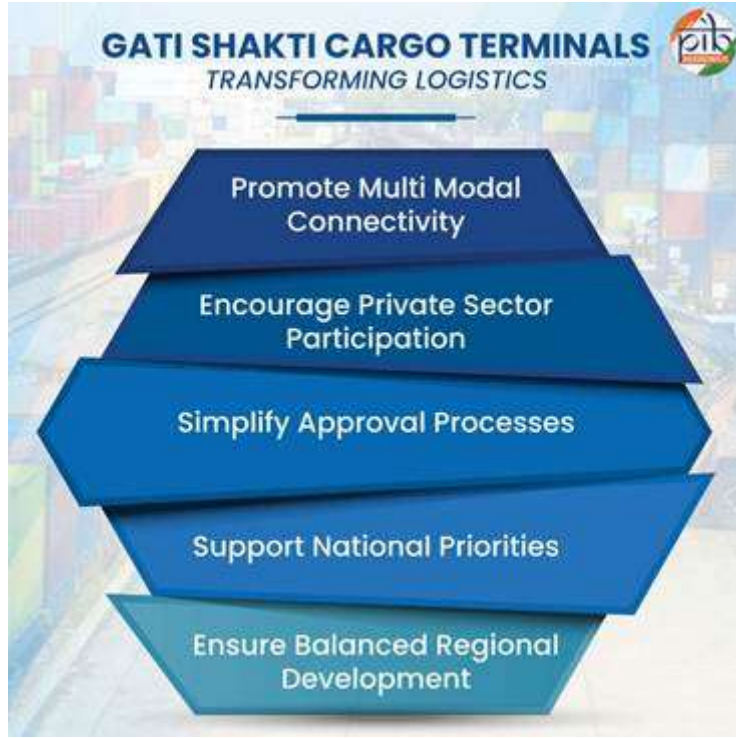 GATI SHAKTI CARGO TERMINALS
TRANSFORMING LOGISTICS
pib
Promote Multi Modal
Connectivity
Encourage Private Sector
Participation
Simplify Approval Processes
Support National Priorities
Ensure Balanced Regional
Development